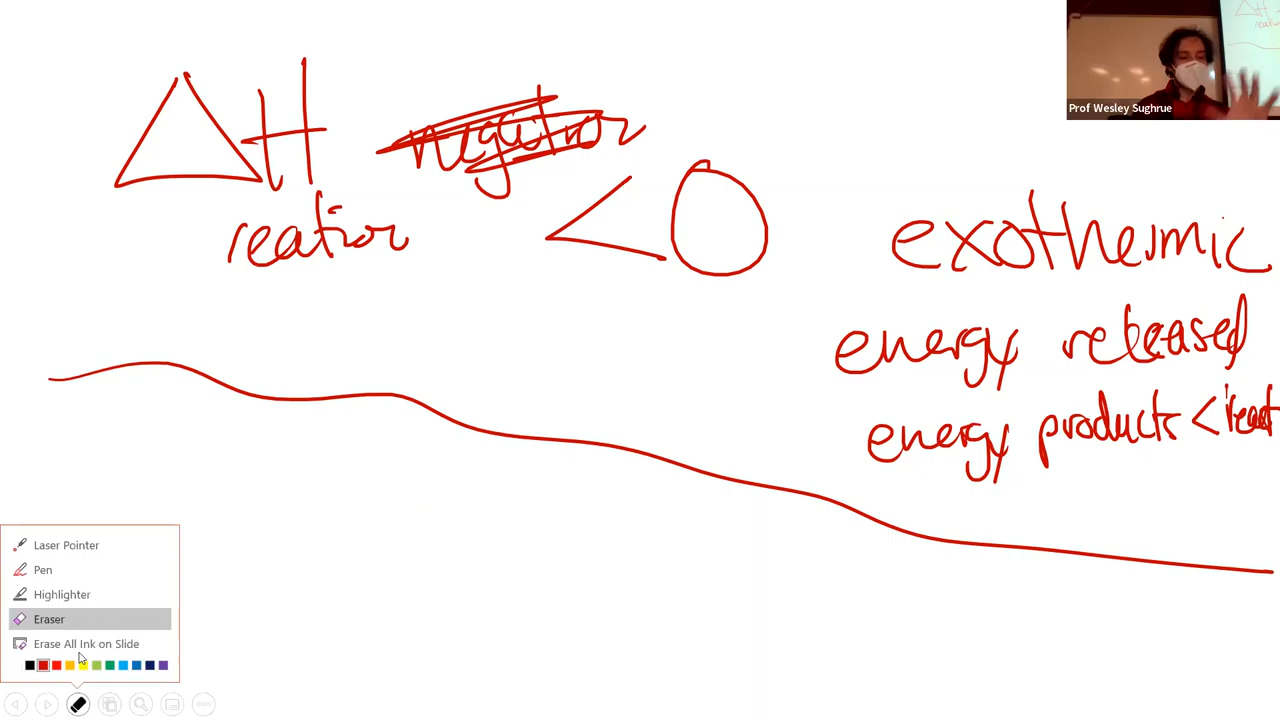 ΔH
reation
< 0
exothermic
energy released
energy products < react
Prof Wesley Sughrue
Laser Pointer
Pen
Highlighter
Eraser
Erase All Ink on Slide